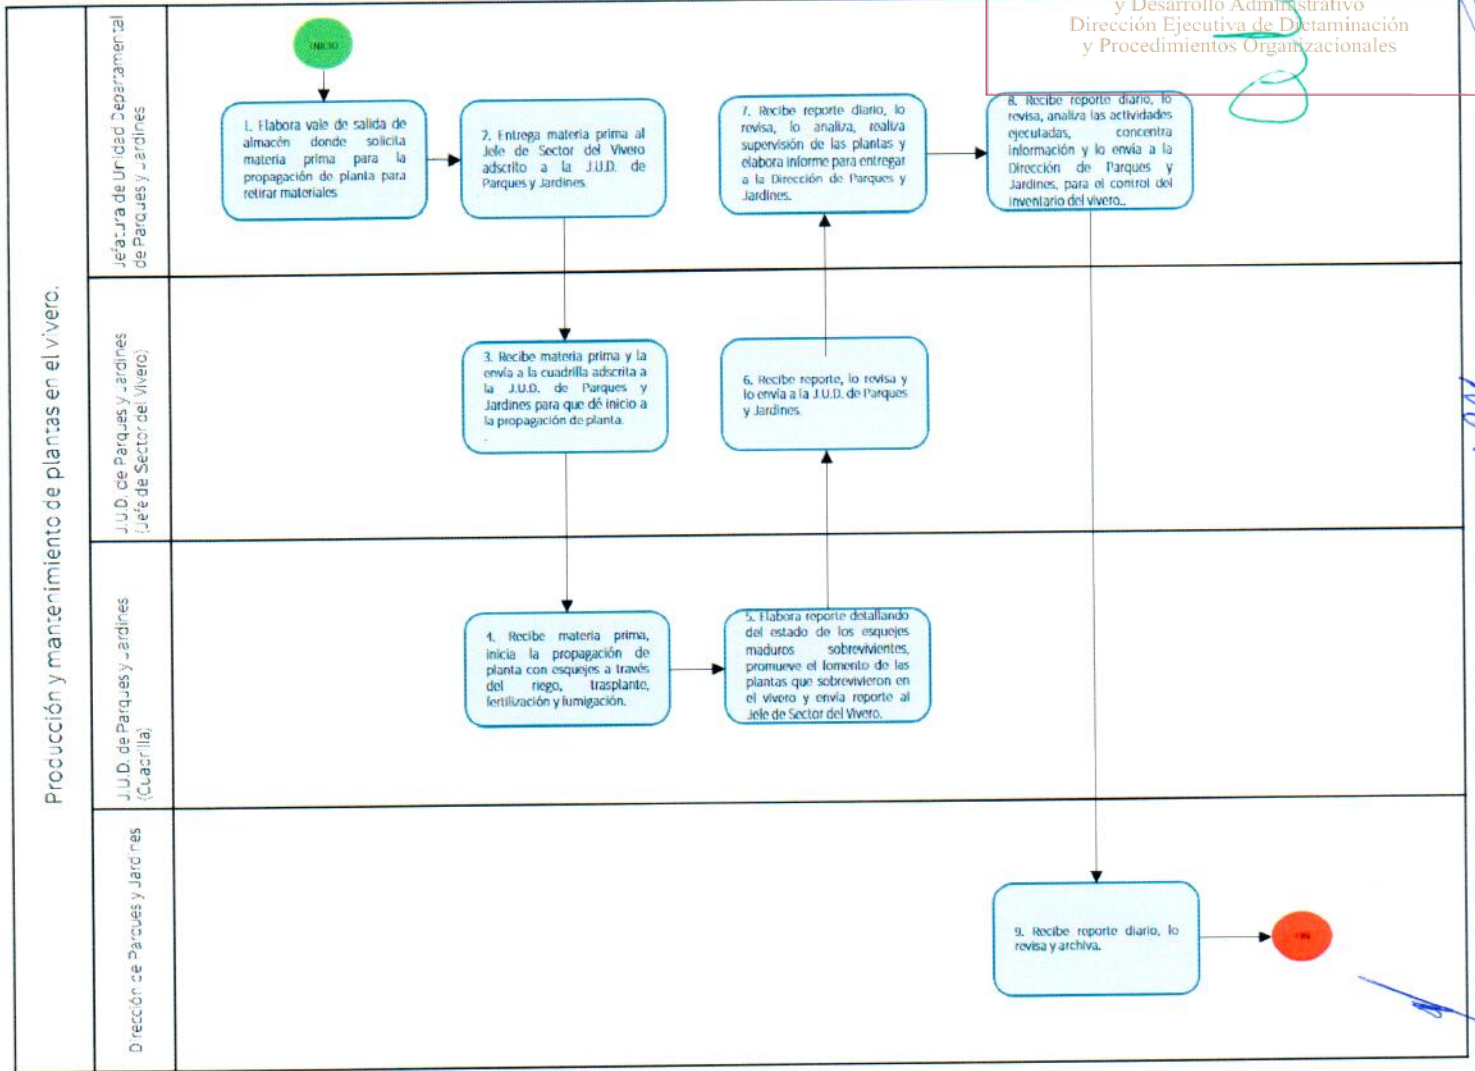 y Desarrollo Administrativo
Dirección Ejecutiva de Dictaminación
y Procedimientos Organizacionales
Producción y mantenimiento de plantas en el vivero.
Jefatura de Unidad Departamental
de Parques y Jardines
INICIO
1. Elabora vale de salida de
almacén donde solicita
materia prima para la
propagación de planta para
retirar materiales
2. Entrega materia prima al
Jefe de Sector del Vivero
adscrito a la J.U.D. de
Parques y Jardines
7. Recibe reporte diario, lo
revisa, lo analiza, realiza
supervisión de las plantas y
elabora informe para entregar
a la Dirección de Parques y
Jardines.
8. Recibe reporte diario, lo
revisa, analiza las actividades
ejecutadas, concentra
información y lo envía a la
Dirección de Parques y
Jardines, para el control del
inventario del vivero..
J.U.D. de Parques y Jardines
(Jefe de Sector del Vivero)
3. Recibe materia prima y la
envía a la cuadrilla adscrita a
la J.U.D. de Parques y
Jardines para que dé inicio a
la propagación de planta.
.
6. Recibe reporte, lo revisa y
lo envía a la J.U.D. de Parques
y Jardines.
J.U.D. de Parques y Jardines
(Cuadrilla)
4. Recibe materia prima,
inicia la propagación de
planta con esquejes a través
del riego, trasplante,
fertilización y fumigación.
5. Elabora reporte detallando
del estado de los esquejes
maduros sobrevivientes,
promueve el fomento de las
plantas que sobrevivieron en
el vivero y envía reporte al
Jefe de Sector del Vivero.
Dirección de Parques y Jardines
9. Recibe reporte diario, lo
revisa y archiva.
FIN